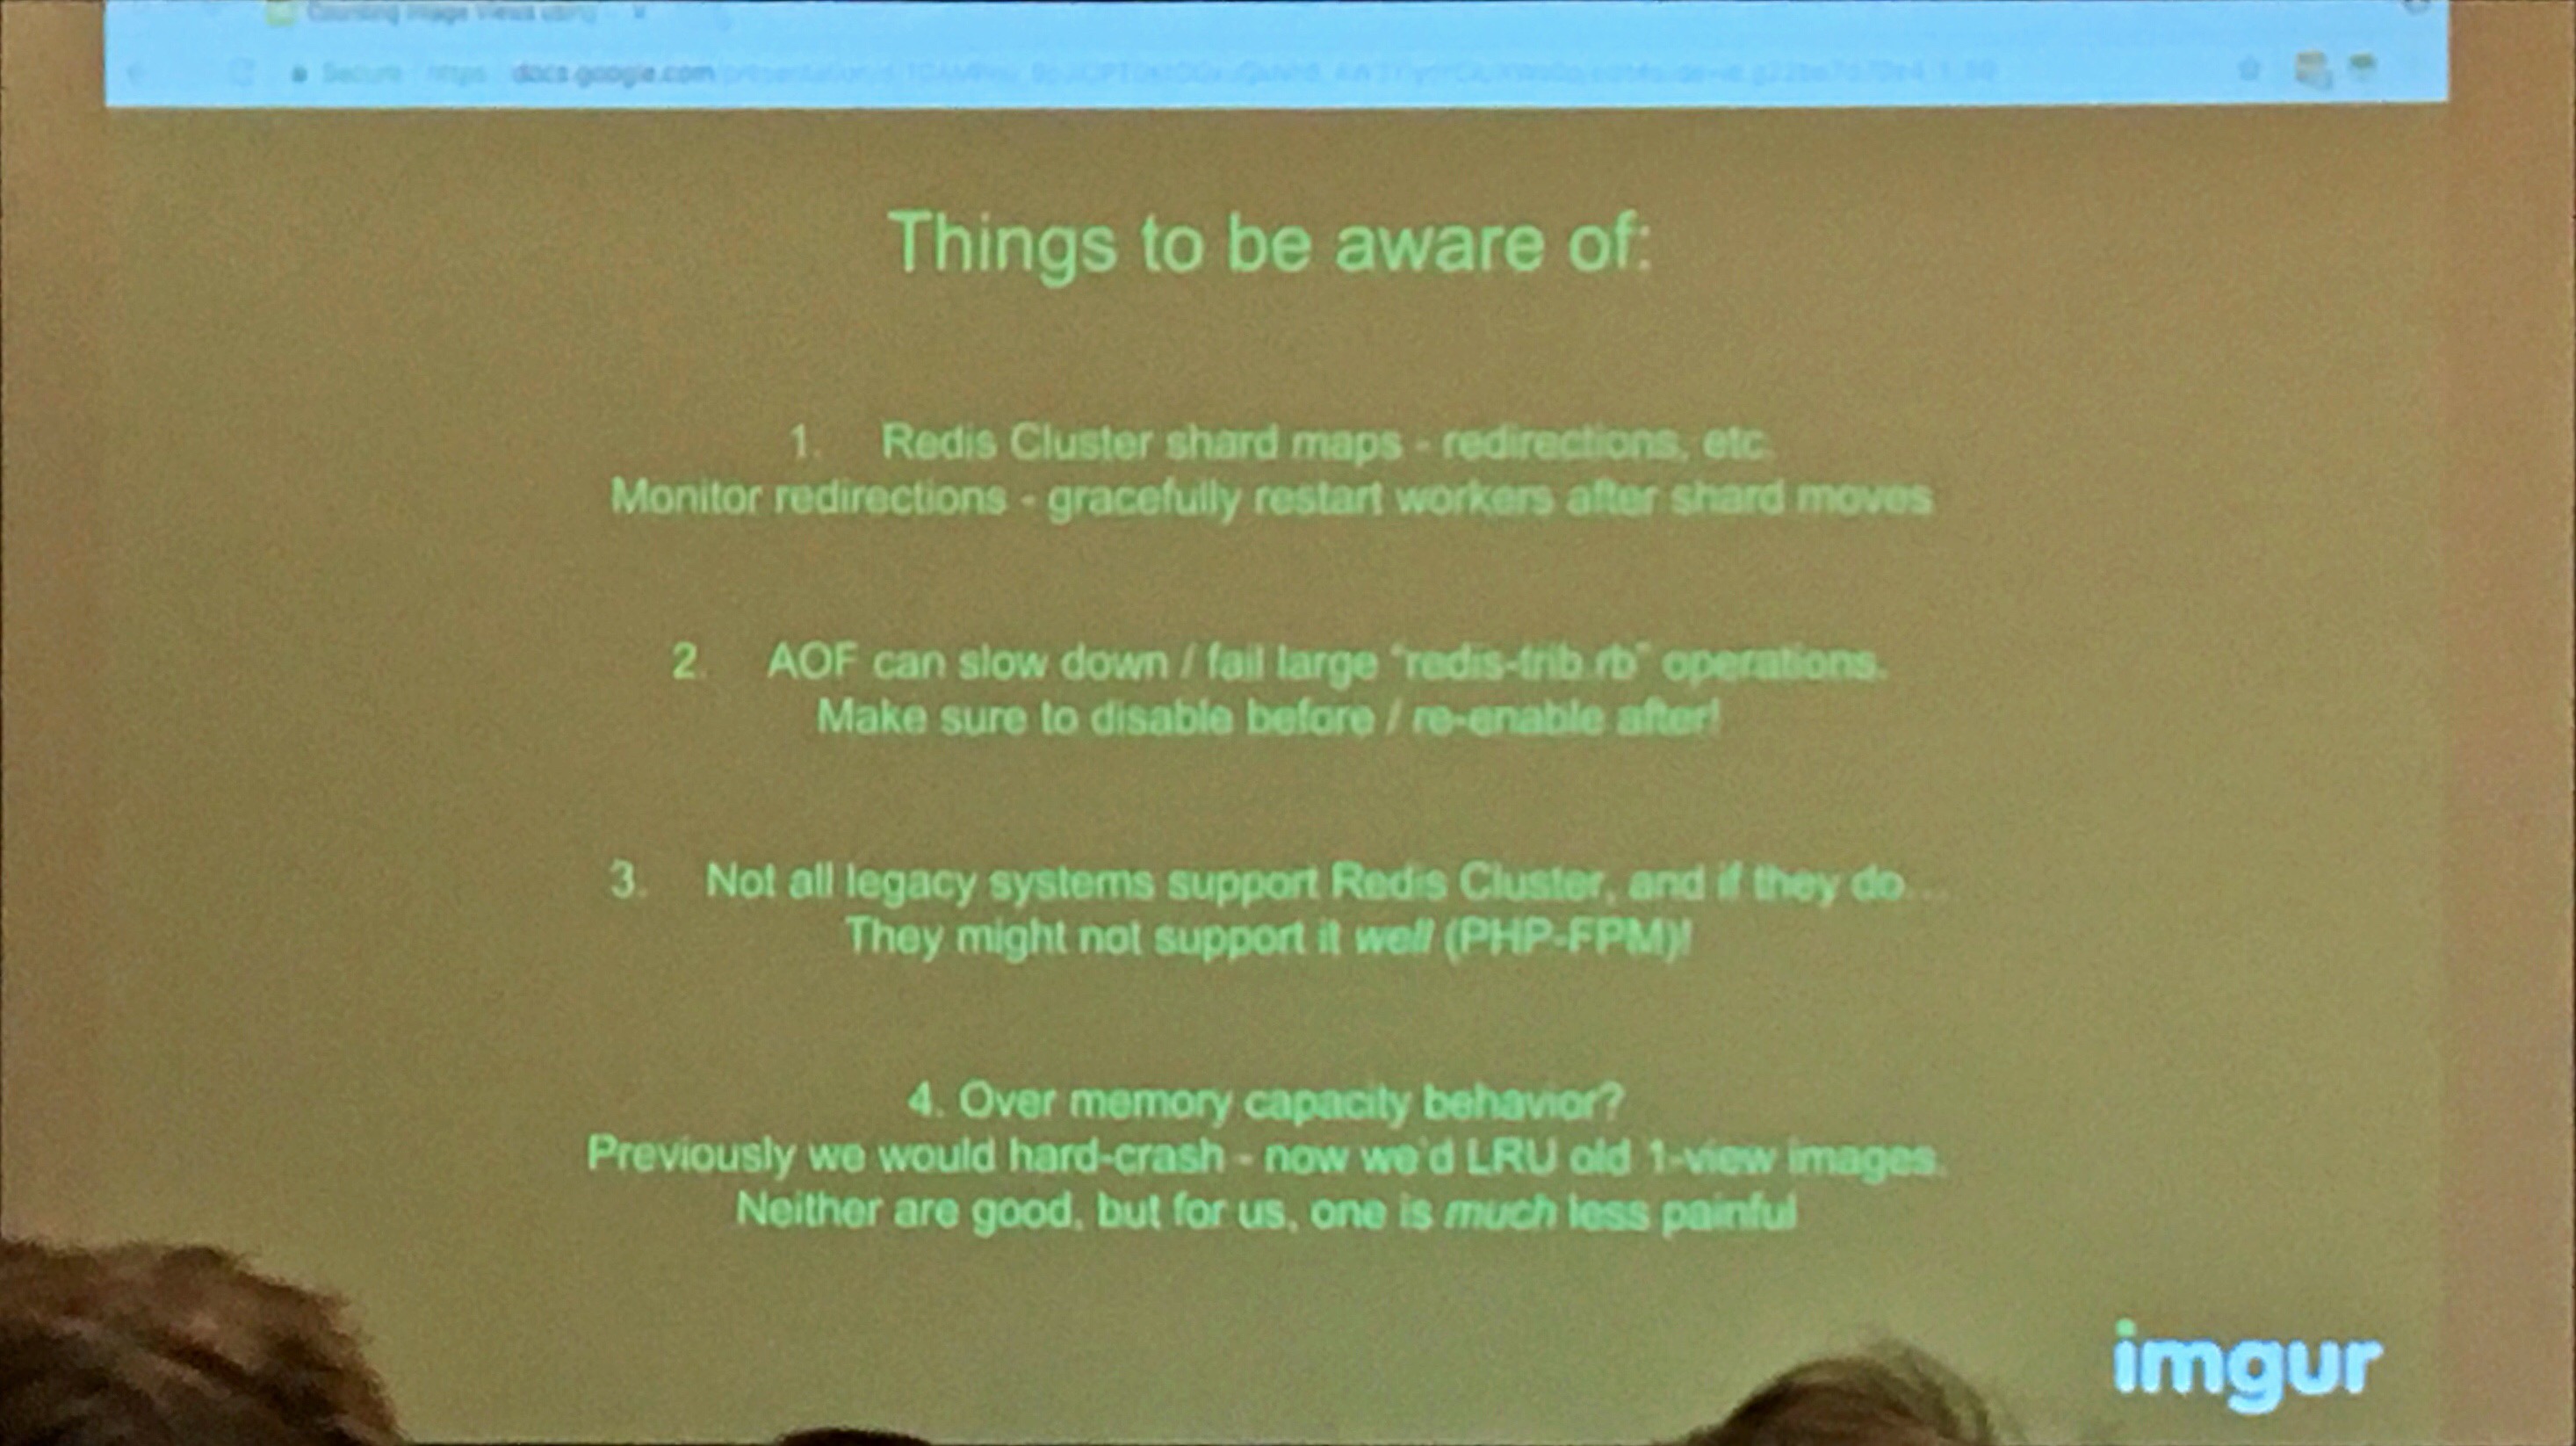 Counting Image Views using
Secure https docs.google.com
Things to be aware of:
1. Redis Cluster shard maps - redirections, etc.
Monitor redirections - gracefully restart workers after shard moves
2. AOF can slow down / fail large "redis-trib.rb" operations.
Make sure to disable before / re-enable after!
3. Not all legacy systems support Redis Cluster, and if they do...
They might not support it well (PHP-FPM)!
4. Over memory capacity behavior?
Previously we would hard-crash - now we'd LRU old 1-view images.
Neither are good, but for us, one is much less painful
imgur